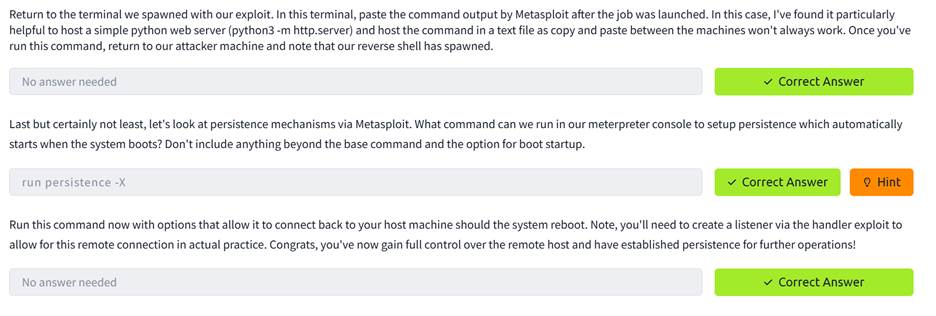 Return to the terminal we spawned with our exploit. In this terminal, paste the command output by Metasploit after the job was launched. In this case, I've found it particularly
helpful to host a simple python web server (python3 -m http.server) and host the command in a text file as copy and paste between the machines won't always work. Once you've
run this command, return to our attacker machine and note that our reverse shell has spawned.
No answer needed
Correct Answer
Last but certainly not least, let's look at persistence mechanisms via Metasploit. What command can we run in our meterpreter console to setup persistence which automatically
starts when the system boots? Don't include anything beyond the base command and the option for boot startup.
run persistence -X
Correct Answer
Hint
Run this command now with options that allow it to connect back to your host machine should the system reboot. Note, you'll need to create a listener via the handler exploit to
allow for this remote connection in actual practice. Congrats, you've now gain full control over the remote host and have established persistence for further operations!
No answer needed
Correct Answer